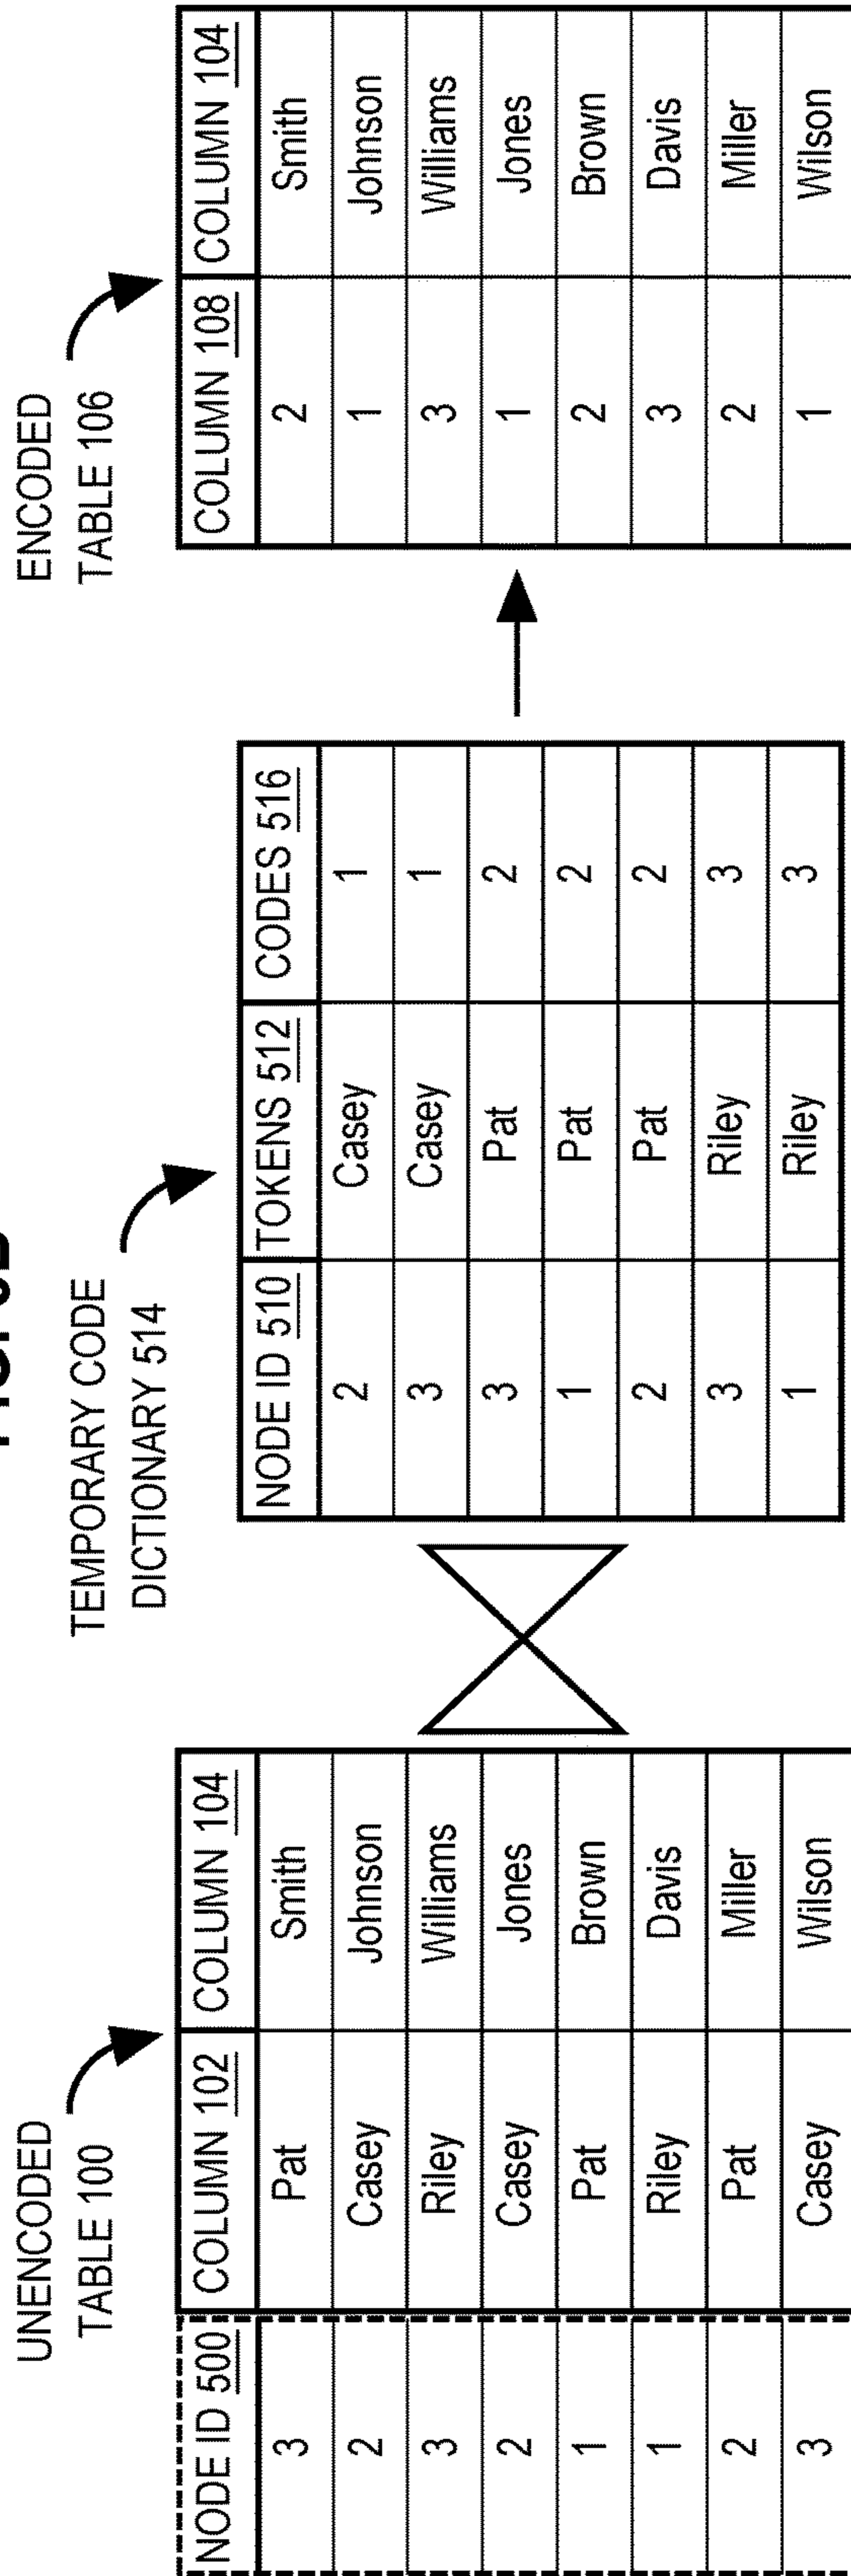 UNENCODED
TABLE 100
NODE ID 500 COLUMN 102 COLUMN 104
3 Pat Smith
2 Casey Johnson
3 Riley Williams
2 Casey Jones
1 Pat Brown
1 Riley Davis
2 Pat Miller
3 Casey Wilson
TEMPORARY CODE
DICTIONARY 514
NODE ID 510 TOKENS 512 CODES 516
2 Casey 1
3 Casey 1
3 Pat 2
1 Pat 2
2 Pat 2
3 Riley 3
1 Riley 3
ENCODED
TABLE 106
COLUMN 108 COLUMN 104
2 Smith
1 Johnson
3 Williams
1 Jones
2 Brown
3 Davis
2 Miller
1 Wilson